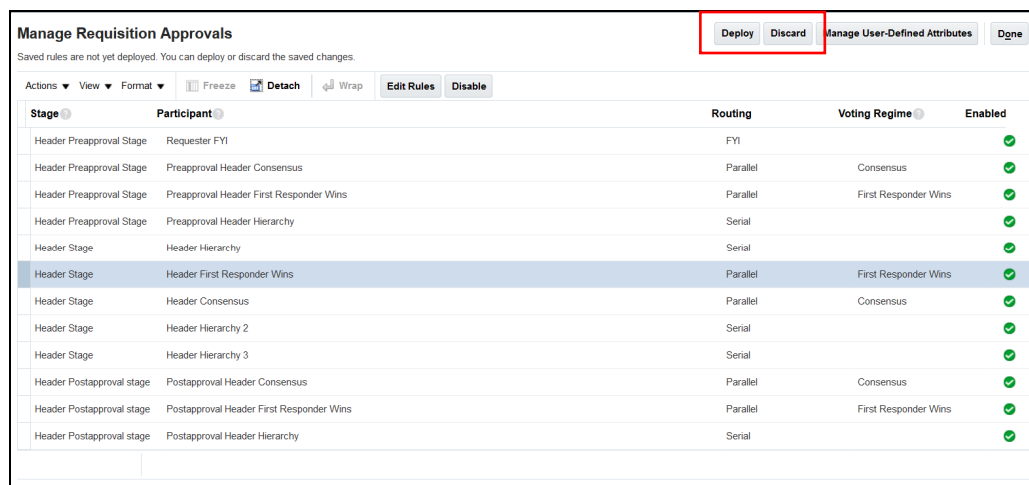 Manage Requisition Approvals Deploy Discard Manage User-Defined Attributes Done
Saved rules are not yet deployed. You can deploy or discard the saved changes.
Actions View Format Freeze Detach Wrap Edit Rules Disable
Stage Participant Routing Voting Regime Enabled
Header Preapproval Stage Requester FYI FYI
Header Preapproval Stage Preapproval Header Consensus Parallel Consensus
Header Preapproval Stage Preapproval Header First Responder Wins Parallel First Responder Wins
Header Preapproval Stage Preapproval Header Hierarchy Serial
Header Stage Header Hierarchy Serial
Header Stage Header First Responder Wins Parallel First Responder Wins
Header Stage Header Consensus Parallel Consensus
Header Stage Header Hierarchy 2 Serial
Header Stage Header Hierarchy 3 Serial
Header Postapproval stage Postapproval Header Consensus Parallel Consensus
Header Postapproval stage Postapproval Header First Responder Wins Parallel First Responder Wins
Header Postapproval stage Postapproval Header Hierarchy Serial